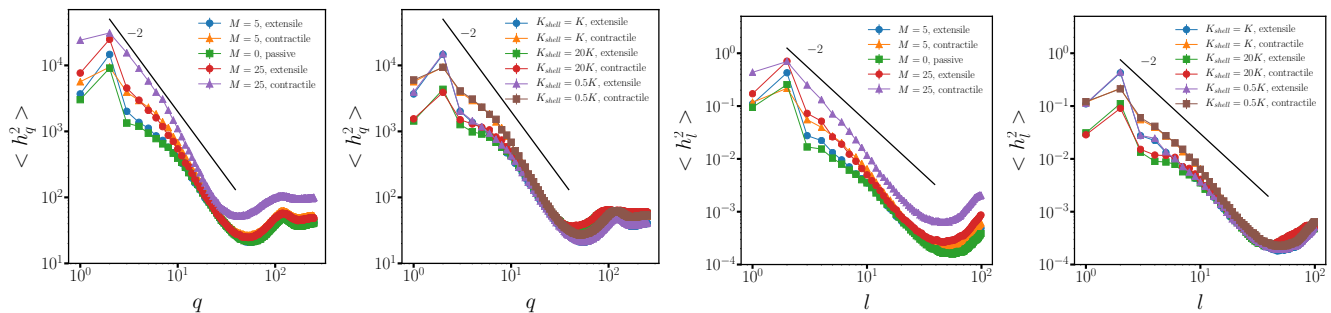 −2
M = 5, extensile
M = 5, contractile
M = 0, passive
M = 25, extensile
M = 25, contractile
10^4
10^3
10^2
10^1
10^0
10^1
10^2
< h_q^2 >
q
−2
K_shell = K, extensile
K_shell = K, contractile
K_shell = 20K, extensile
K_shell = 20K, contractile
K_shell = 0.5K, extensile
K_shell = 0.5K, contractile
10^4
10^3
10^2
10^1
10^0
10^1
10^2
< h_q^2 >
q
−2
M = 5, extensile
M = 5, contractile
M = 0, passive
M = 25, extensile
M = 25, contractile
10^0
10^−1
10^−2
10^−3
10^−4
10^0
10^1
10^2
< h_l^2 >
l
−2
K_shell = K, extensile
K_shell = K, contractile
K_shell = 20K, extensile
K_shell = 20K, contractile
K_shell = 0.5K, extensile
K_shell = 0.5K, contractile
10^0
10^−1
10^−2
10^−3
10^−4
10^0
10^1
10^2
< h_l^2 >
l